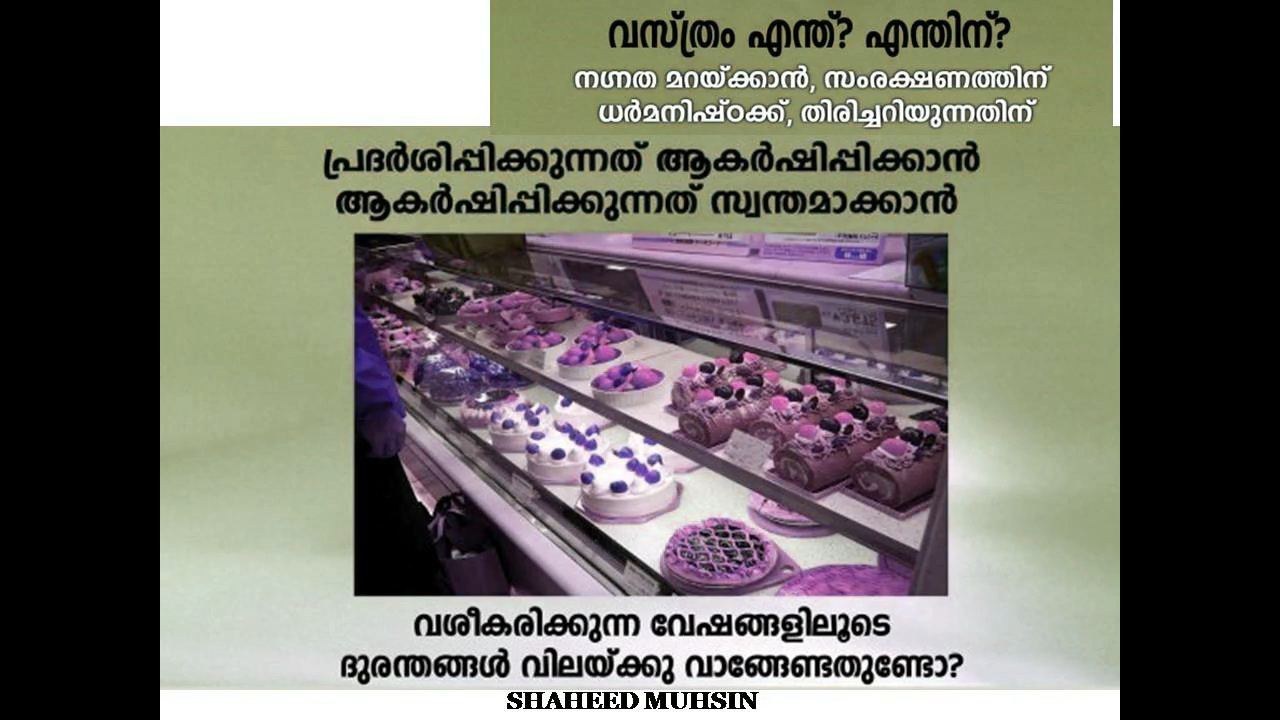 വസ്ത്രം എന്ത്? എന്തിന്?
നഗ്നത മറയ്ക്കാൻ, സംരക്ഷണത്തിന്
ധർമനിഷ്ഠക്ക്, തിരിച്ചറിയുന്നതിന്
പ്രദർശിപ്പിക്കുന്നത് ആകർഷിപ്പിക്കാൻ
ആകർഷിപ്പിക്കുന്നത് സ്വന്തമാക്കാൻ
വശീകരിക്കുന്ന വേഷങ്ങളിലൂടെ
ദുരന്തങ്ങൾ വിലയ്ക്കു വാങ്ങേണ്ടതുണ്ടോ?
SHAHEED MUHSIN